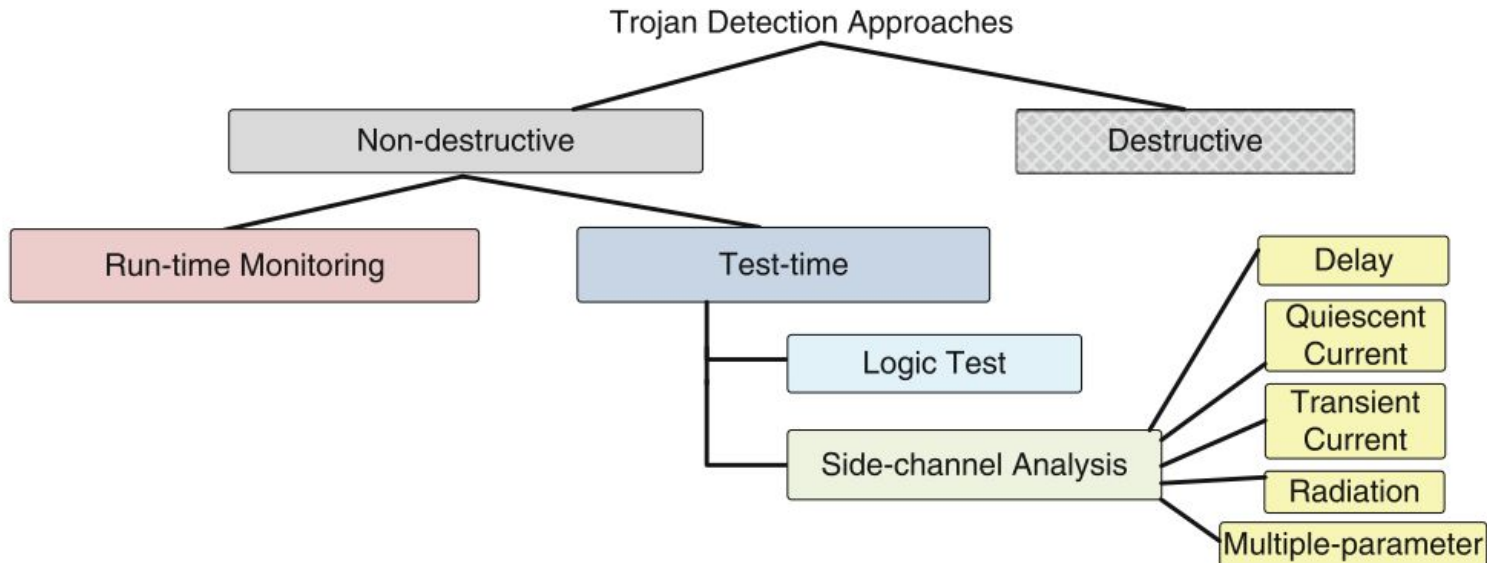 Trojan Detection Approaches
Non-destructive
Destructive
Run-time Monitoring
Test-time
Delay
Quiescent
Current
Logic Test
Transient
Current
Side-channel Analysis
Radiation
Multiple-parameter